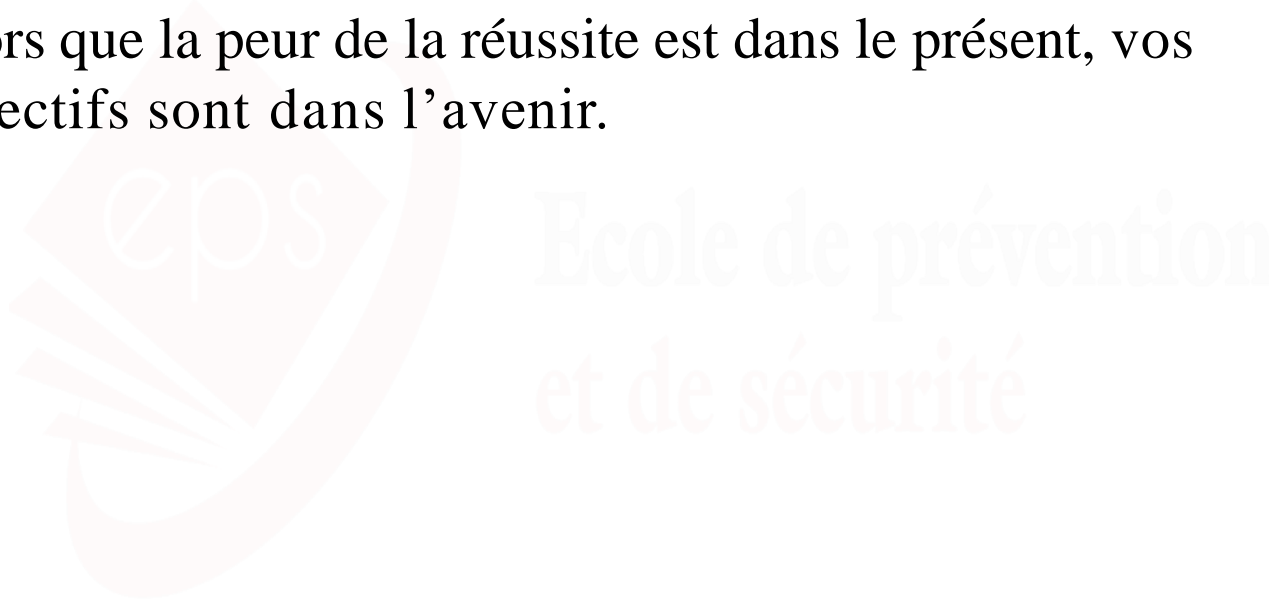 ors que la peur de la réussite est dans le présent, vos
ectifs sont dans l’avenir.
eps
Ecole de prévention
et de sécurité